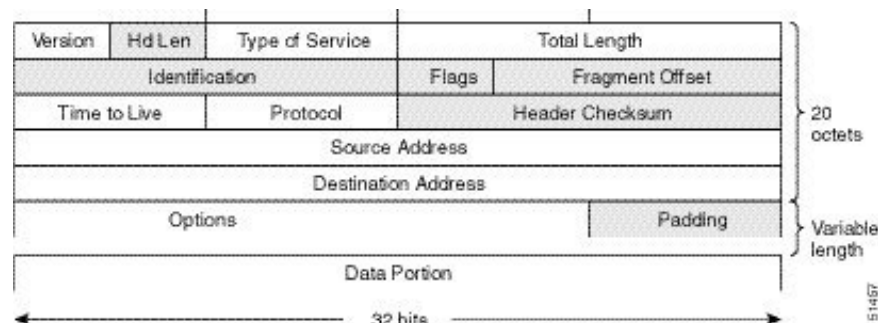 Version Hd Len Type of Service Total Length
Identification Flags Fragment Offset
Time to Live Protocol Header Checksum
20
octets
Source Address
Destination Address
Options Padding
Variable
length
Data Portion
32 bits
51457